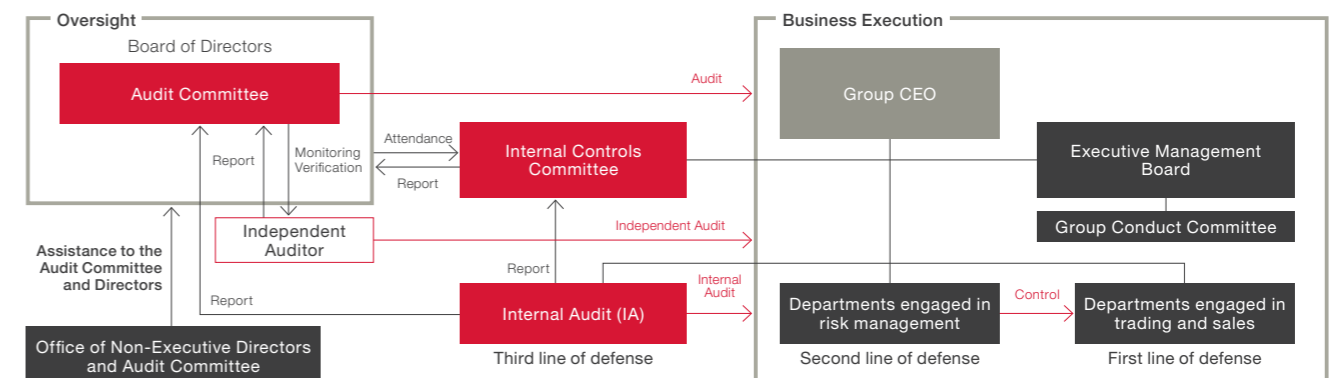 Oversight
Board of Directors
Audit Committee
Report
Monitoring
Verification
Attendance
Report
Audit
Internal Controls
Committee
Independent
Auditor
Independent Audit
Assistance to the
Audit Committee
and Directors
Report
Report
Internal Audit (IA)
Third line of defense
Internal
Audit
Office of Non-Executive Directors
and Audit Committee
Business Execution
Group CEO
Executive Management
Board
Group Conduct Committee
Departments engaged in
risk management
Second line of defense
Control
Departments engaged in
trading and sales
First line of defense